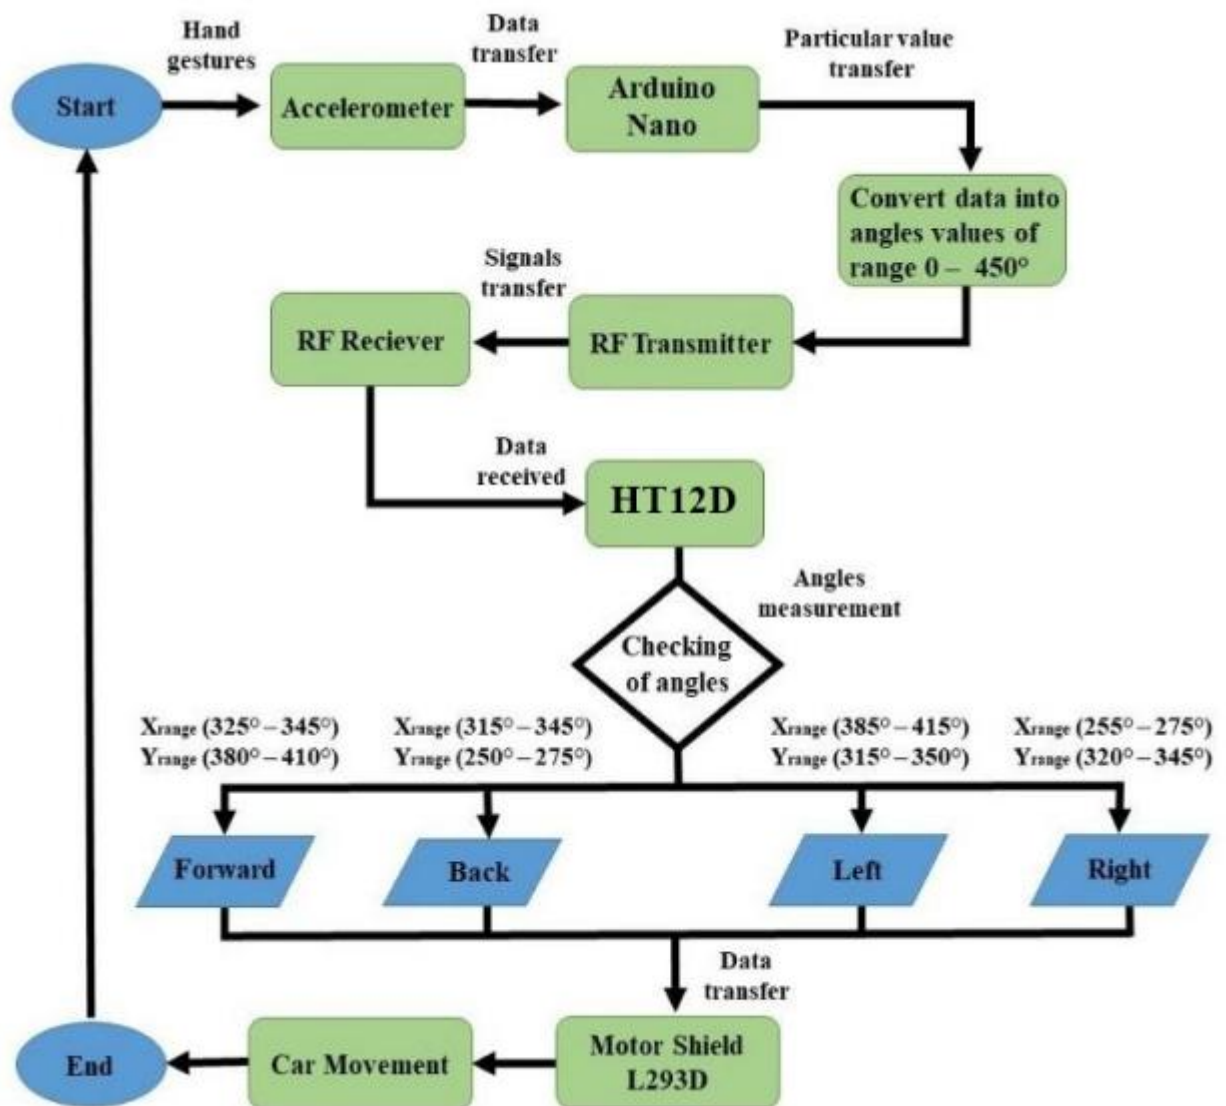 Hand
gestures
Data
transfer
Particular value
transfer
Start
Accelerometer
Arduino
Nano
Convert data into
angles values of
range 0 – 450°
Signals
transfer
RF Reciever
RF Transmitter
Data
received
HT12D
Angles
measurement
Checking
of angles
Xrange (325°–345°)
Yrange (380°–410°)
Xrange (315°–345°)
Yrange (250°–275°)
Xrange (385°–415°)
Yrange (315°–350°)
Xrange (255°–275°)
Yrange (320°–345°)
Forward
Back
Left
Right
Data
transfer
Motor Shield
L293D
Car Movement
End